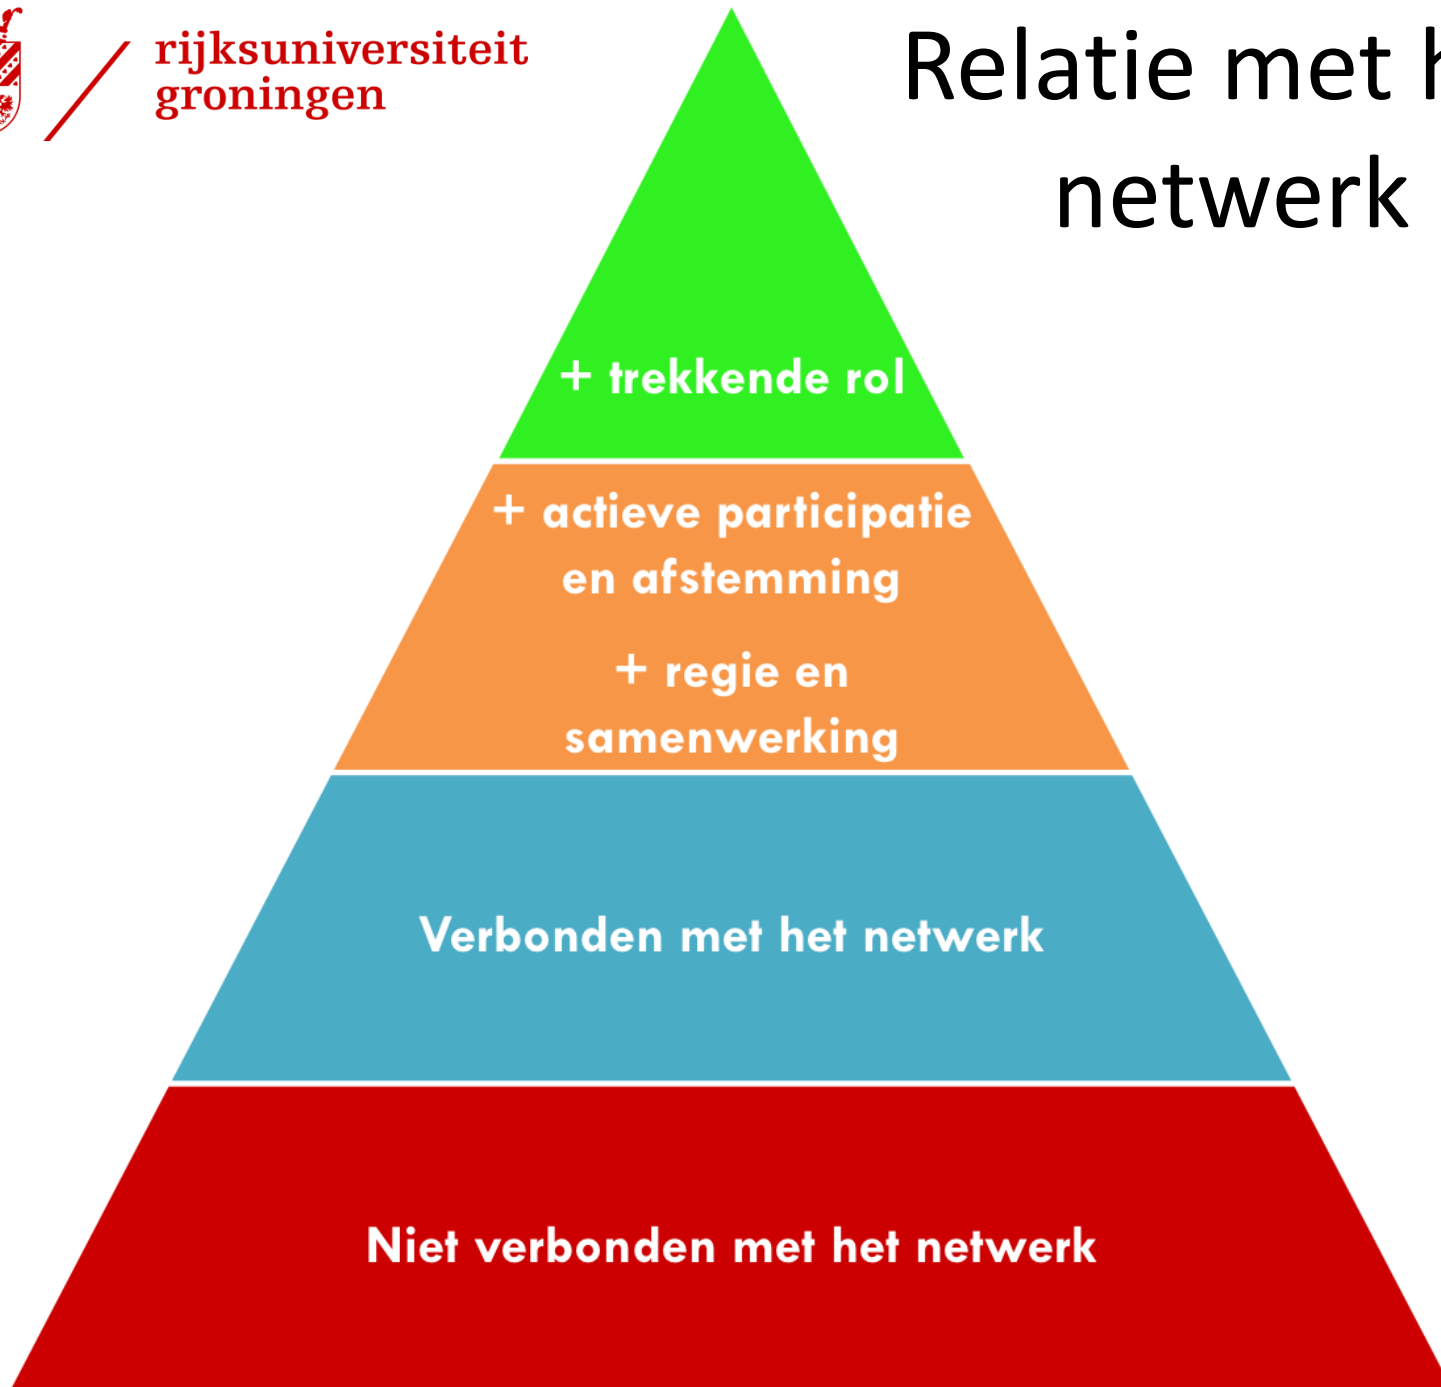 rijksuniversiteit
groningen
Relatie met
netwerk
+ trekkende rol
+ actieve participatie
en afstemming
+ regie en
samenwerking
Verbonden met het netwerk
Niet verbonden met het netwerk